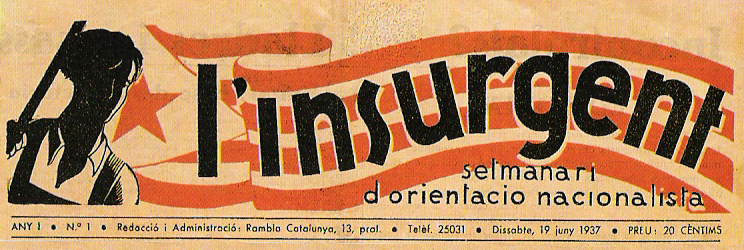 l'insurgent
setmanari
d'orientacio nacionalista
ANY I • N.º 1 • Redacció i Administració: Rambla Catalunya, 13, pral. • Telèf. 25031 • Dissabte, 19 juny 1937 • PREU: 20 CÈNTIMS